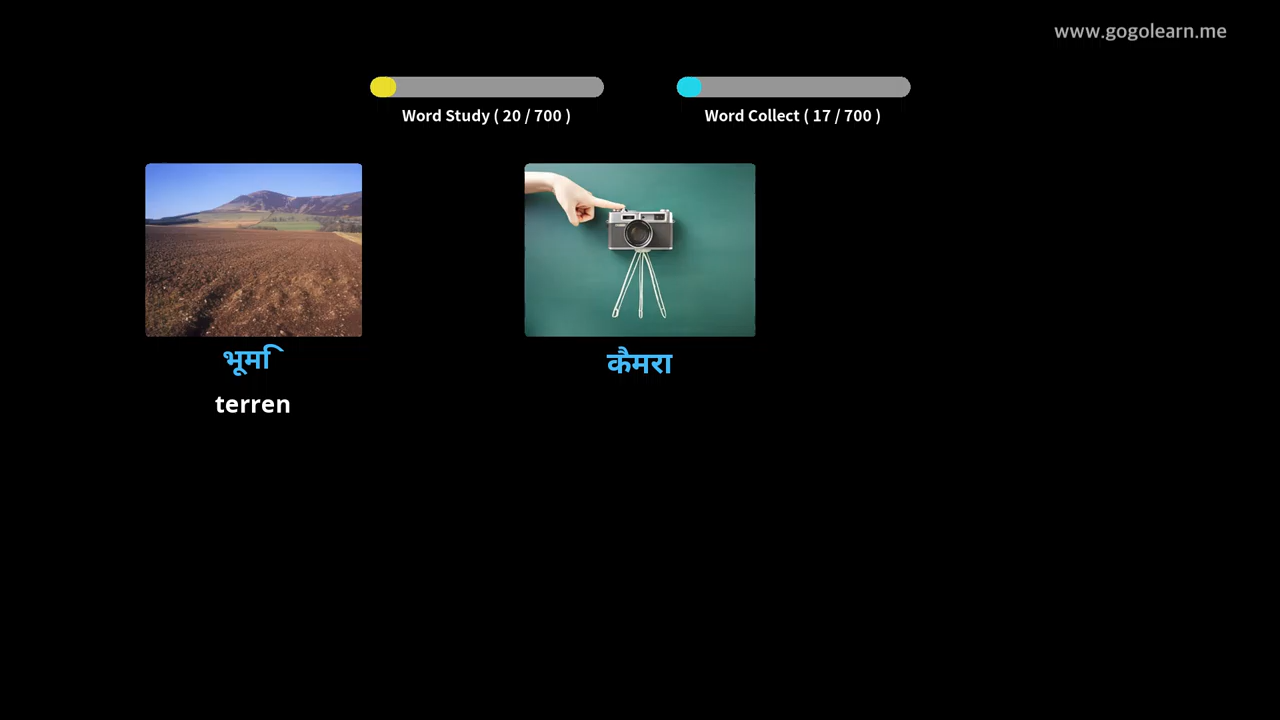 www.gogolearn.me
Word Study ( 20 / 700 )
Word Collect ( 17 / 700 )
भूमि
कैमरा
terren